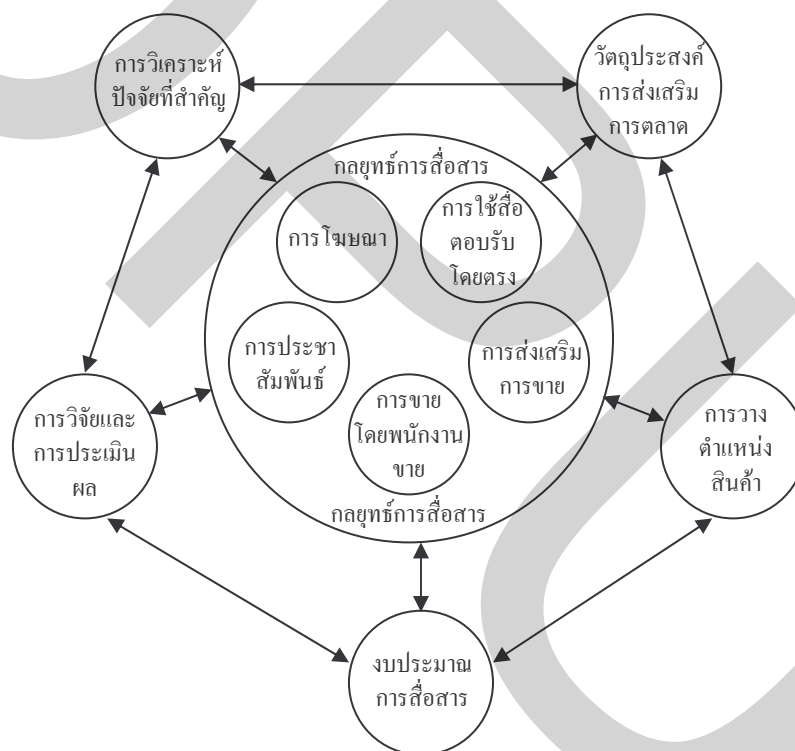 การวิเคราะห์
ปัจจัยที่สำคัญ
วัตถุประสงค์
การส่งเสริม
การตลาด
กลยุทธ์การสื่อสาร
การโฆษณา
การใช้สื่อ
ตอบรับ
โดยตรง
การประชา
สัมพันธ์
การส่งเสริม
การขาย
การขาย
โดยพนักงาน
ขาย
การวิจัยและ
การประเมิน
ผล
การวาง
ตำแหน่ง
สินค้า
กลยุทธ์การสื่อสาร
งบประมาณ
การสื่อสาร